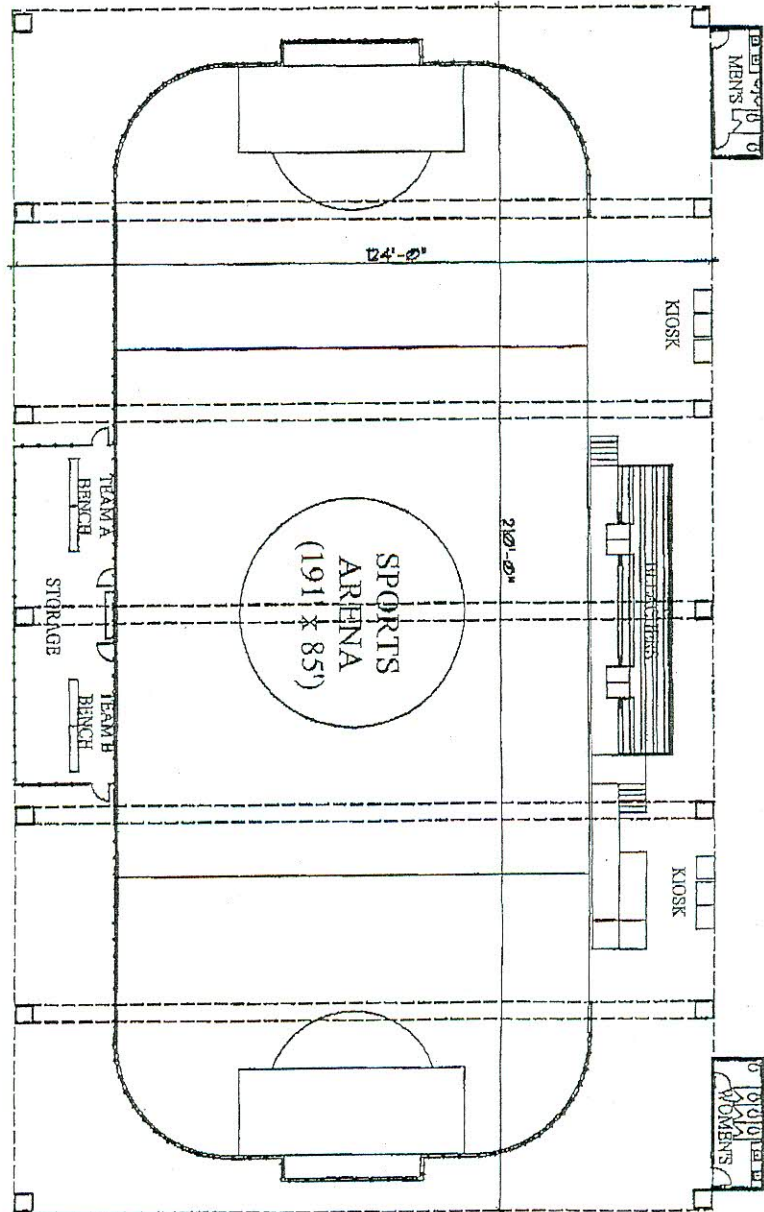 MEN'S
124'-0"
KIOSK
TEAM A
BENCH
STORAGE
TEAM B
BENCH
SPORTS
ARENA
(191' x 85')
210'-0"
BLEACHERS
KIOSK
WOMEN'S